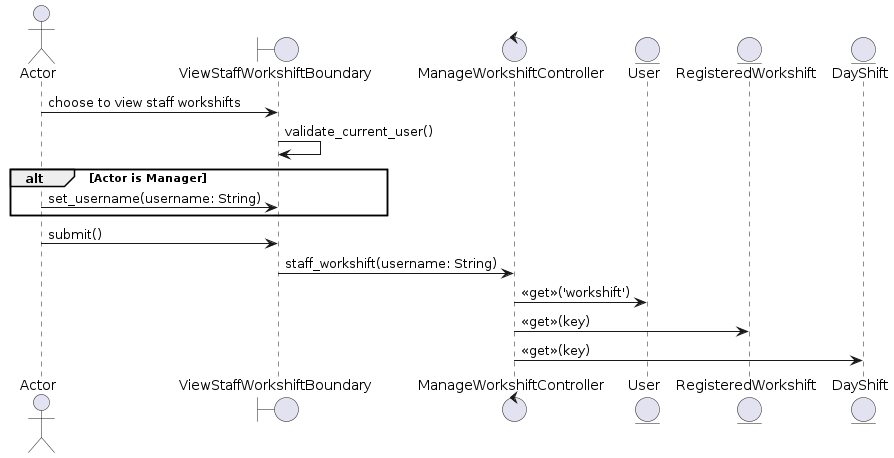 Actor ViewStaffWorkshiftBoundary ManageWorkshiftController User RegisteredWorkshift DayShift
choose to view staff workshifts
validate_current_user()
alt [Actor is Manager]
set_username(username: String)
submit()
staff_workshift(username: String)
«get»('workshift')
«get»(key)
«get»(key)
Actor ViewStaffWorkshiftBoundary ManageWorkshiftController User RegisteredWorkshift DayShift